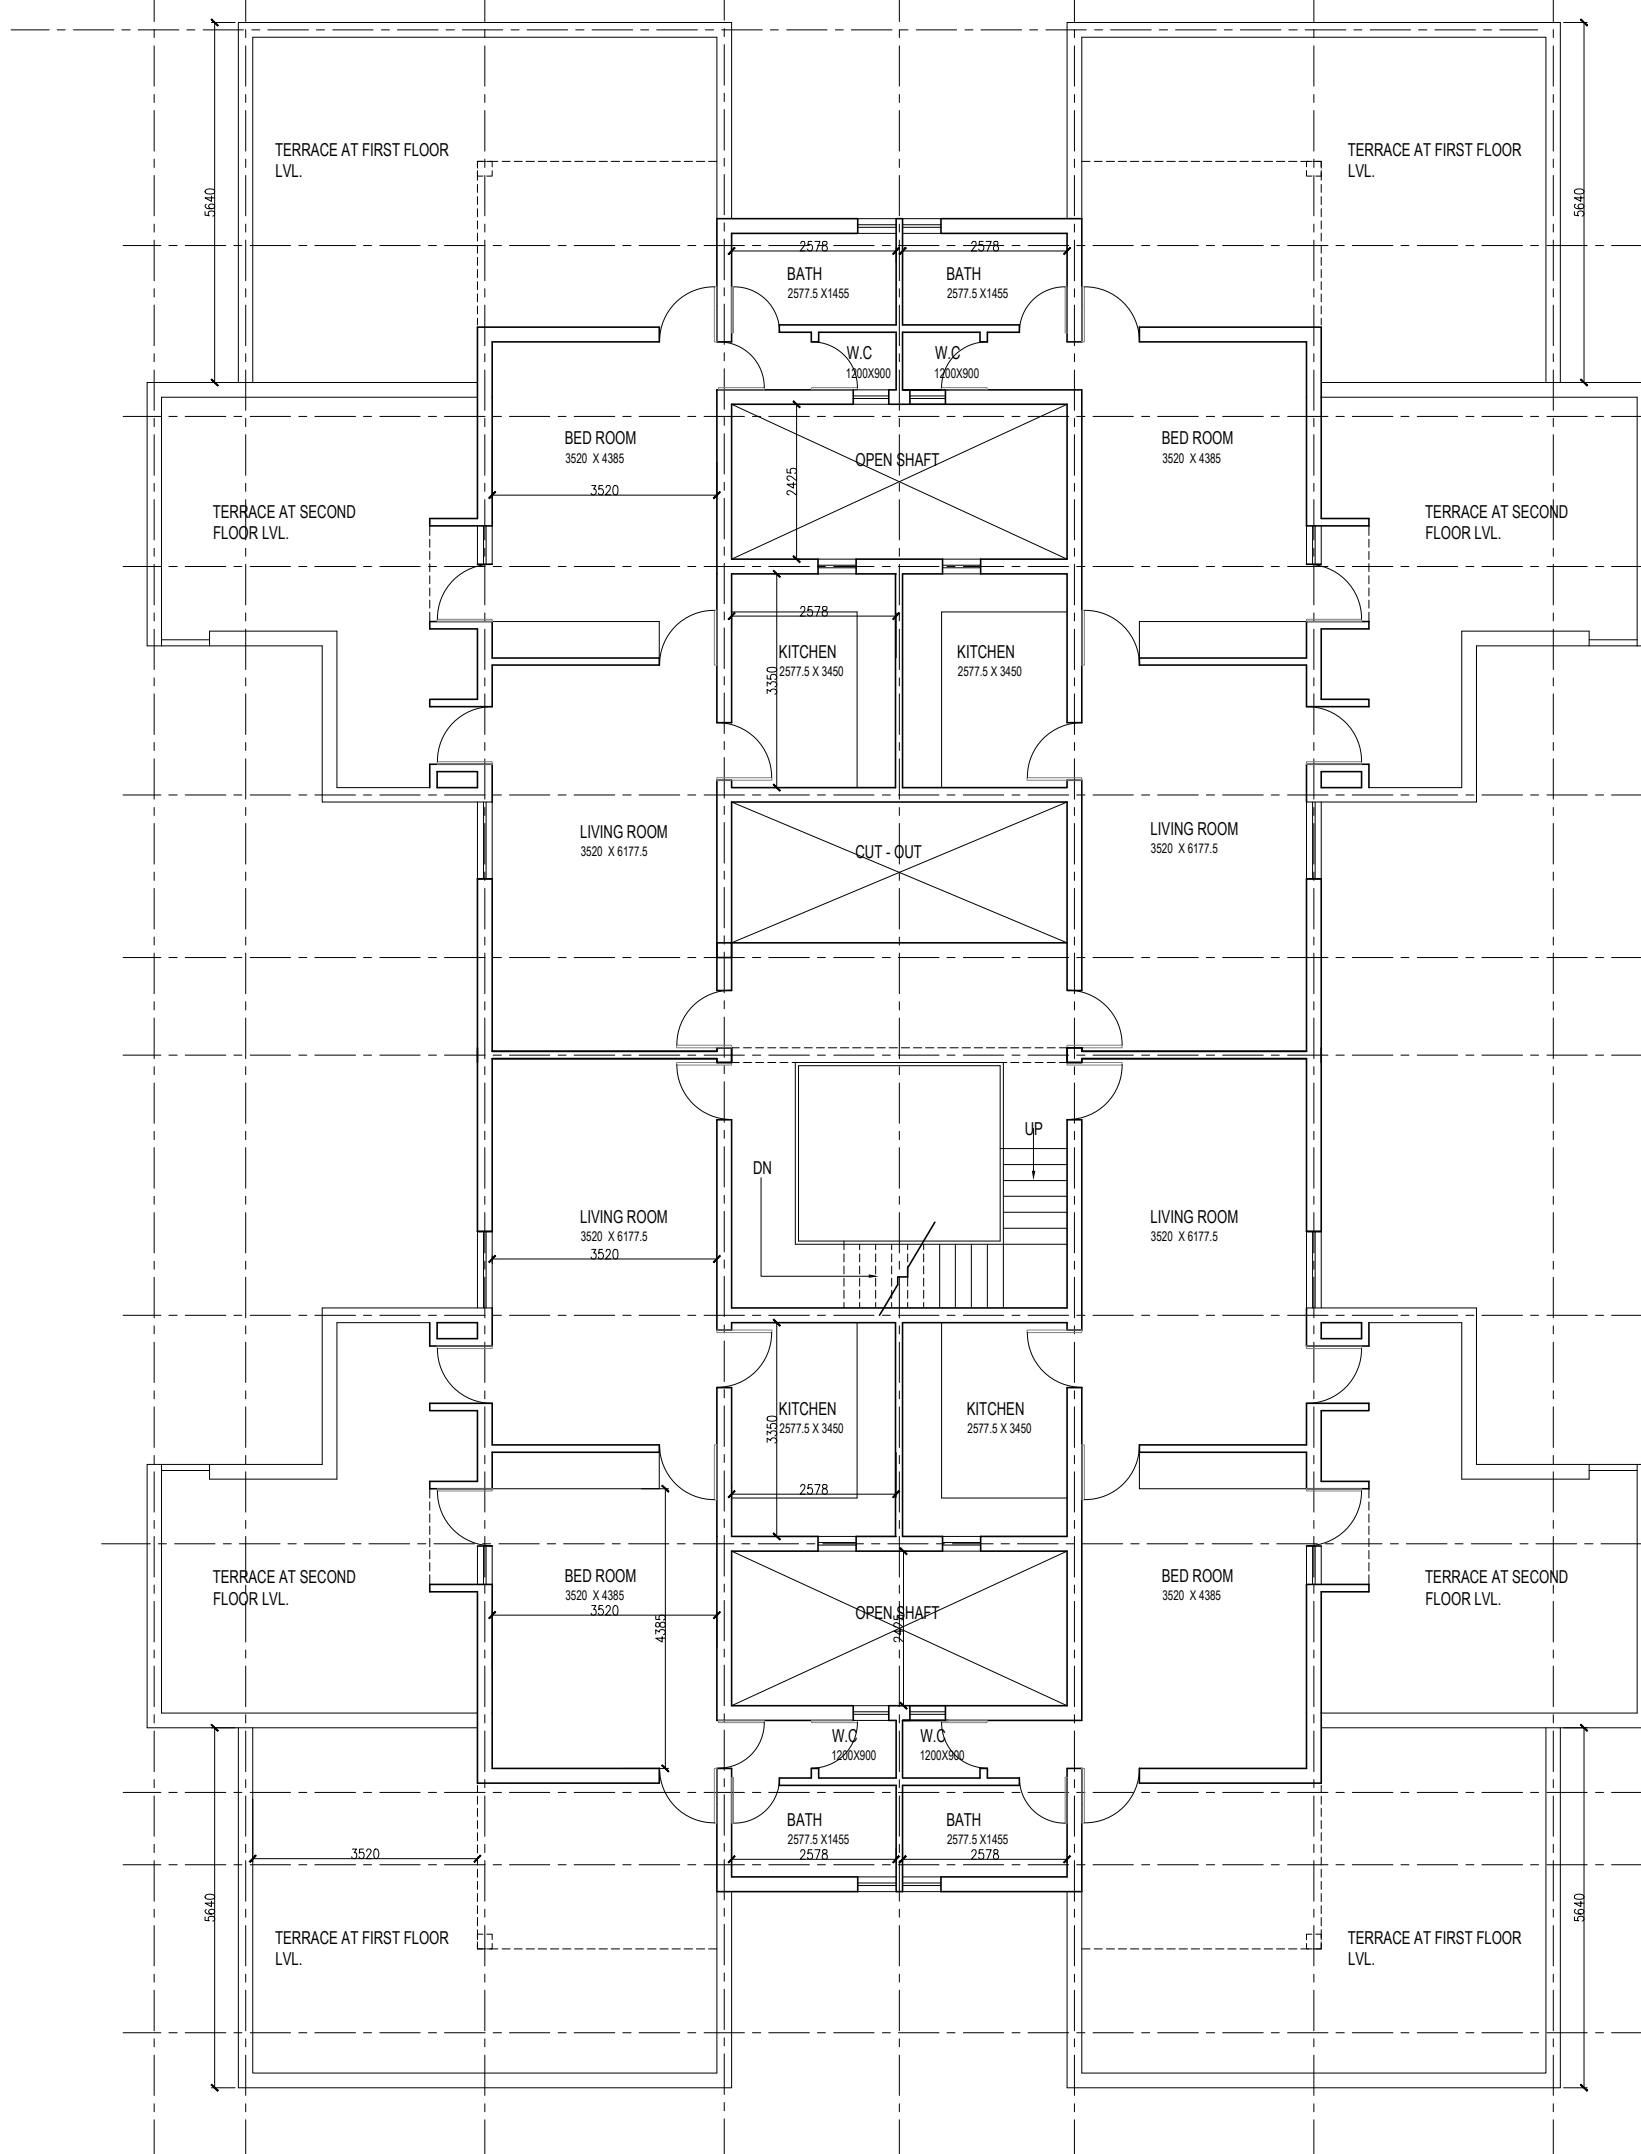 TERRACE AT FIRST FLOOR
LVL.
TERRACE AT FIRST FLOOR
LVL.
5640
5640
2578
2578
BATH
2577.5 X1455
BATH
2577.5 X1455
W.C
1200X900
W.C
1200X900
BED ROOM
3520 X 4385
3520
OPEN SHAFT
2425
BED ROOM
3520 X 4385
TERRACE AT SECOND
FLOOR LVL.
TERRACE AT SECOND
FLOOR LVL.
2578
KITCHEN
2577.5 X 3450
3350
KITCHEN
2577.5 X 3450
LIVING ROOM
3520 X 6177.5
CUT - OUT
LIVING ROOM
3520 X 6177.5
UP
DN
LIVING ROOM
3520 X 6177.5
3520
LIVING ROOM
3520 X 6177.5
KITCHEN
2577.5 X 3450
3350
2578
KITCHEN
2577.5 X 3450
TERRACE AT SECOND
FLOOR LVL.
BED ROOM
3520 X 4385
3520
4385
OPEN SHAFT
2425
BED ROOM
3520 X 4385
TERRACE AT SECOND
FLOOR LVL.
W.C
1200X900
W.C
1200X900
BATH
2577.5 X1455
2578
BATH
2577.5 X1455
2578
3520
5640
5640
TERRACE AT FIRST FLOOR
LVL.
TERRACE AT FIRST FLOOR
LVL.